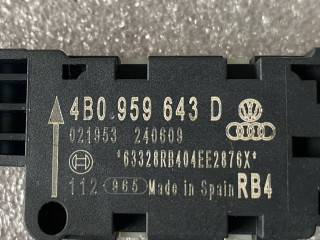 4B0 959 643 D
021953 240609
*63328RB404EE2876X*
112 965 Made in Spain RB4